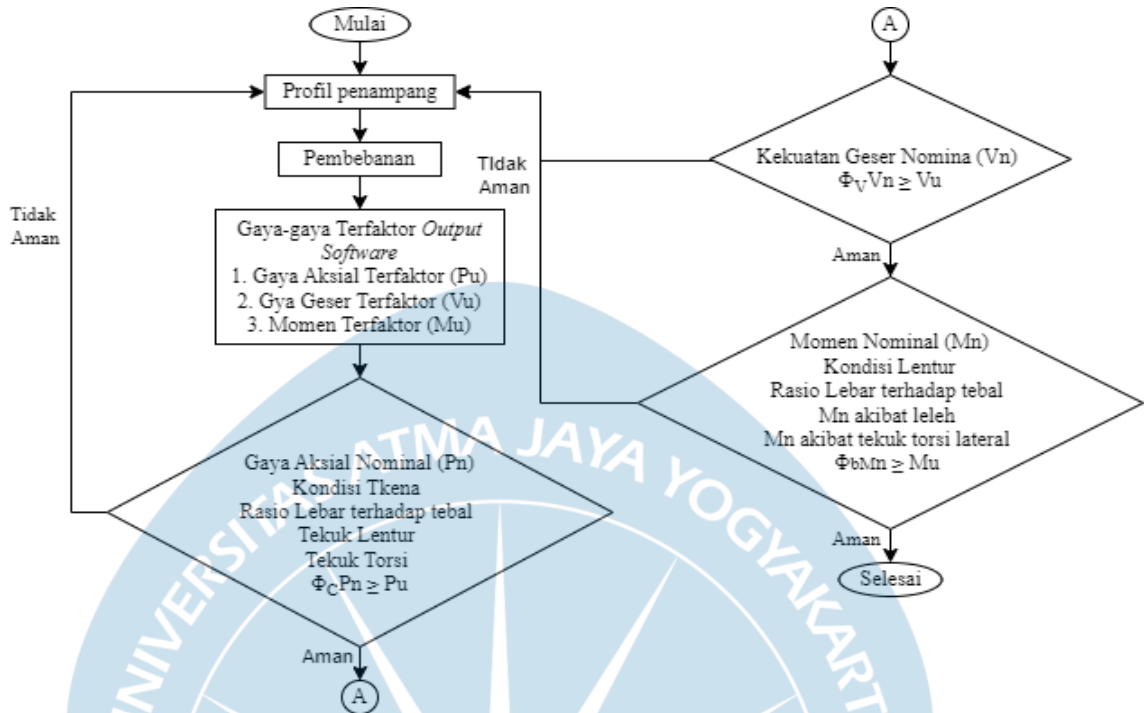 Mulai
Profil penampang
Pembebanan
Gaya-gaya Terfaktor Output
Software
1. Gaya Aksial Terfaktor (Pu)
2. Gya Geser Terfaktor (Vu)
3. Momen Terfaktor (Mu)
Tidak
Aman
Gaya Aksial Nominal (Pn)
Kondisi Tkena
Rasio Lebar terhadap tebal
Tekuk Lentur
Tekuk Torsi
ΦCPn ≥ Pu
Aman
A
A
Kekuatan Geser Nomina (Vn)
ΦVVn ≥ Vu
TIdak
Aman
Aman
Momen Nominal (Mn)
Kondisi Lentur
Rasio Lebar terhadap tebal
Mn akibat leleh
Mn akibat tekuk torsi lateral
ΦbMn ≥ Mu
Aman
Selesai
UNIVERSITAS ATMA JAYA YOGYAKART